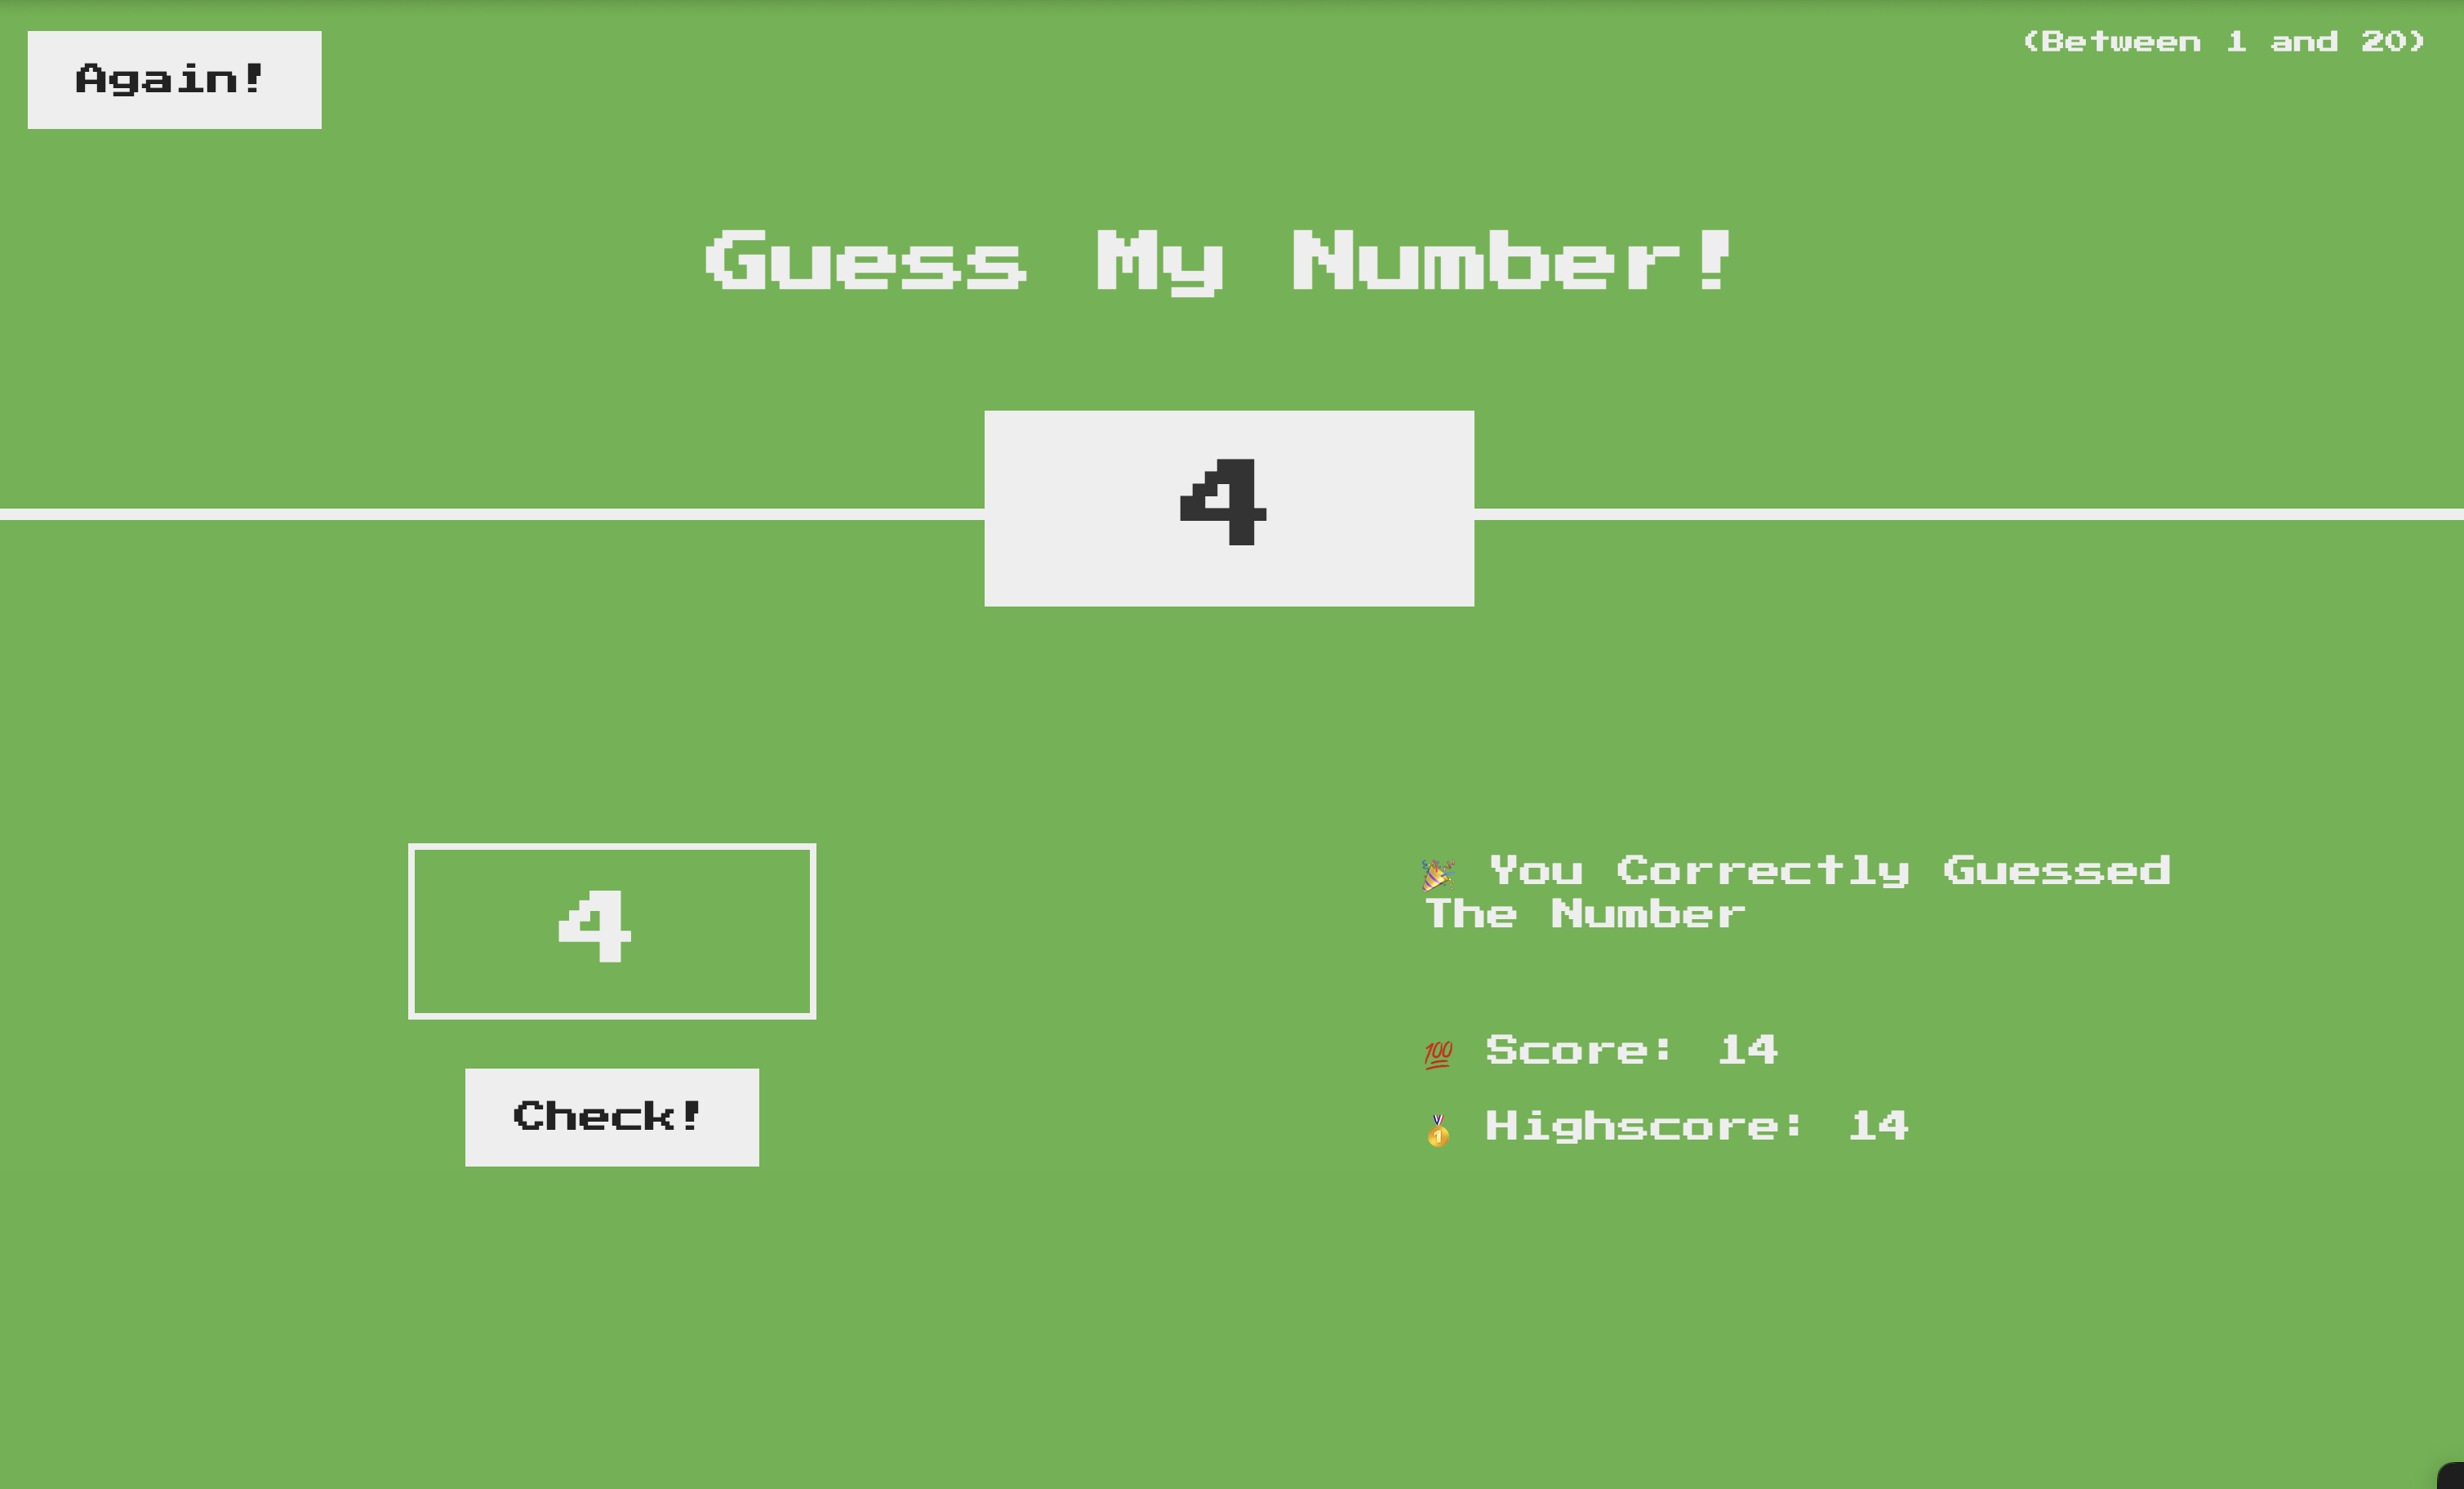 Again!
(Between 1 and 20)
Guess My Number!
4
4
Check!
🎉 You Correctly Guessed
The Number
💯 Score: 14
🥇 Highscore: 14